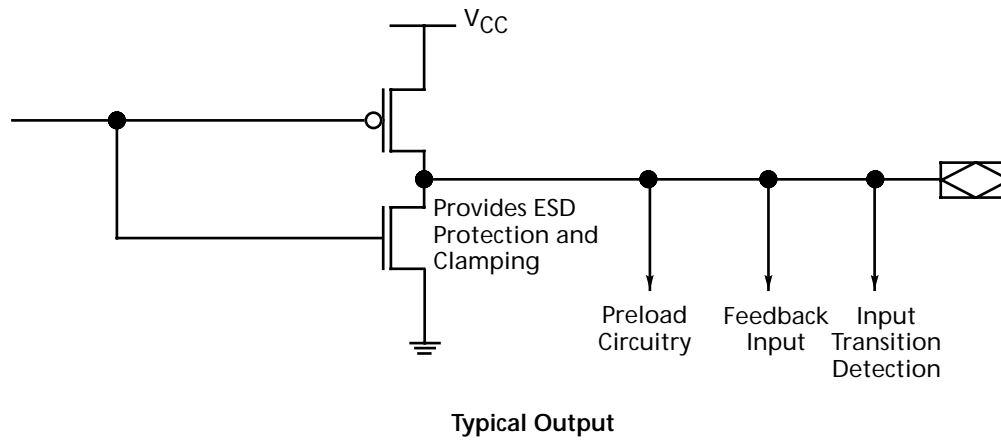 VCC
Provides ESD
Protection and
Clamping
Preload
Circuitry
Feedback
Input
Input
Transition
Detection
Typical Output